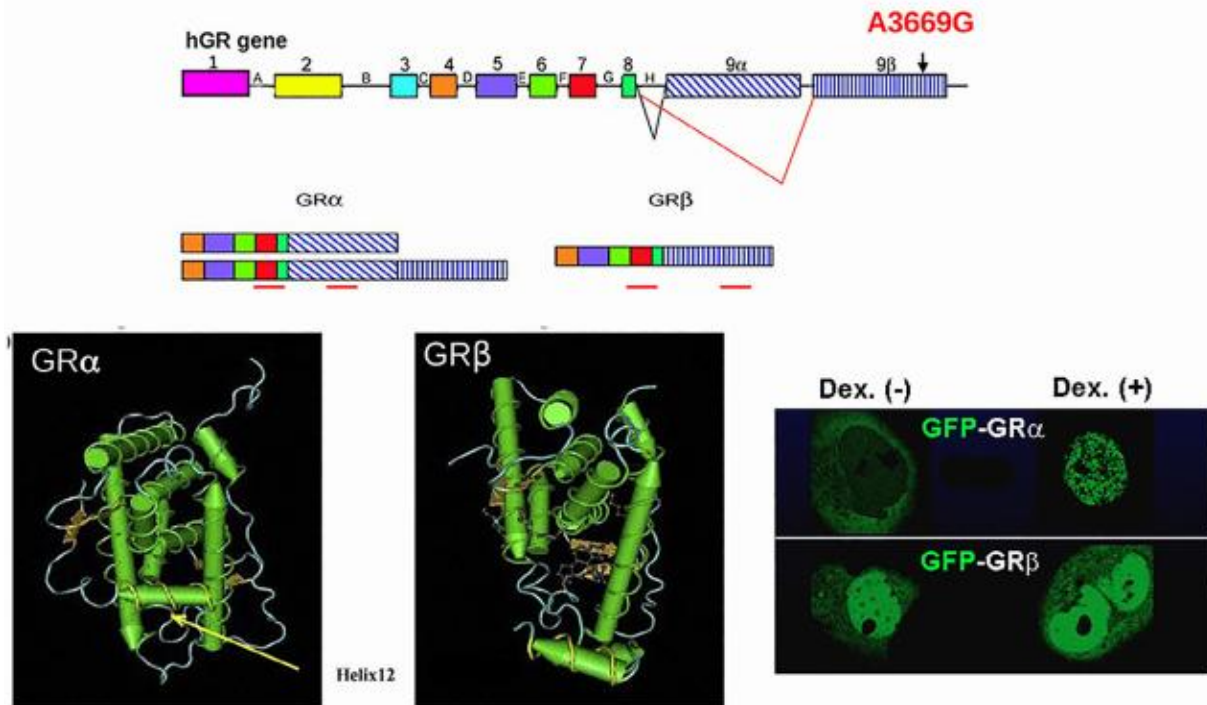 A3669G
hGR gene
1 2 3 4 5 6 7 8 9α 9β
A B C D E F G H
GRα GRβ
GRα
GRβ
Helix12
Dex. (-) Dex. (+)
GFP-GRα
GFP-GRβ